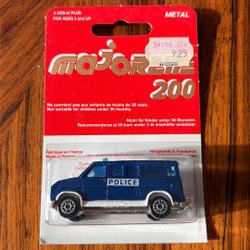 3 ANS et PLUS
FOR AGES 3 and UP
METAL
majorette
925
200
Ne convient pas aux enfants de moins de 36 mois.
Not suitable for children under 36 months.
Nicht für Kinder unter 36 Monaten.
Fabriqué en France
Made in France
Hergestellt in Frankreich
POLICE